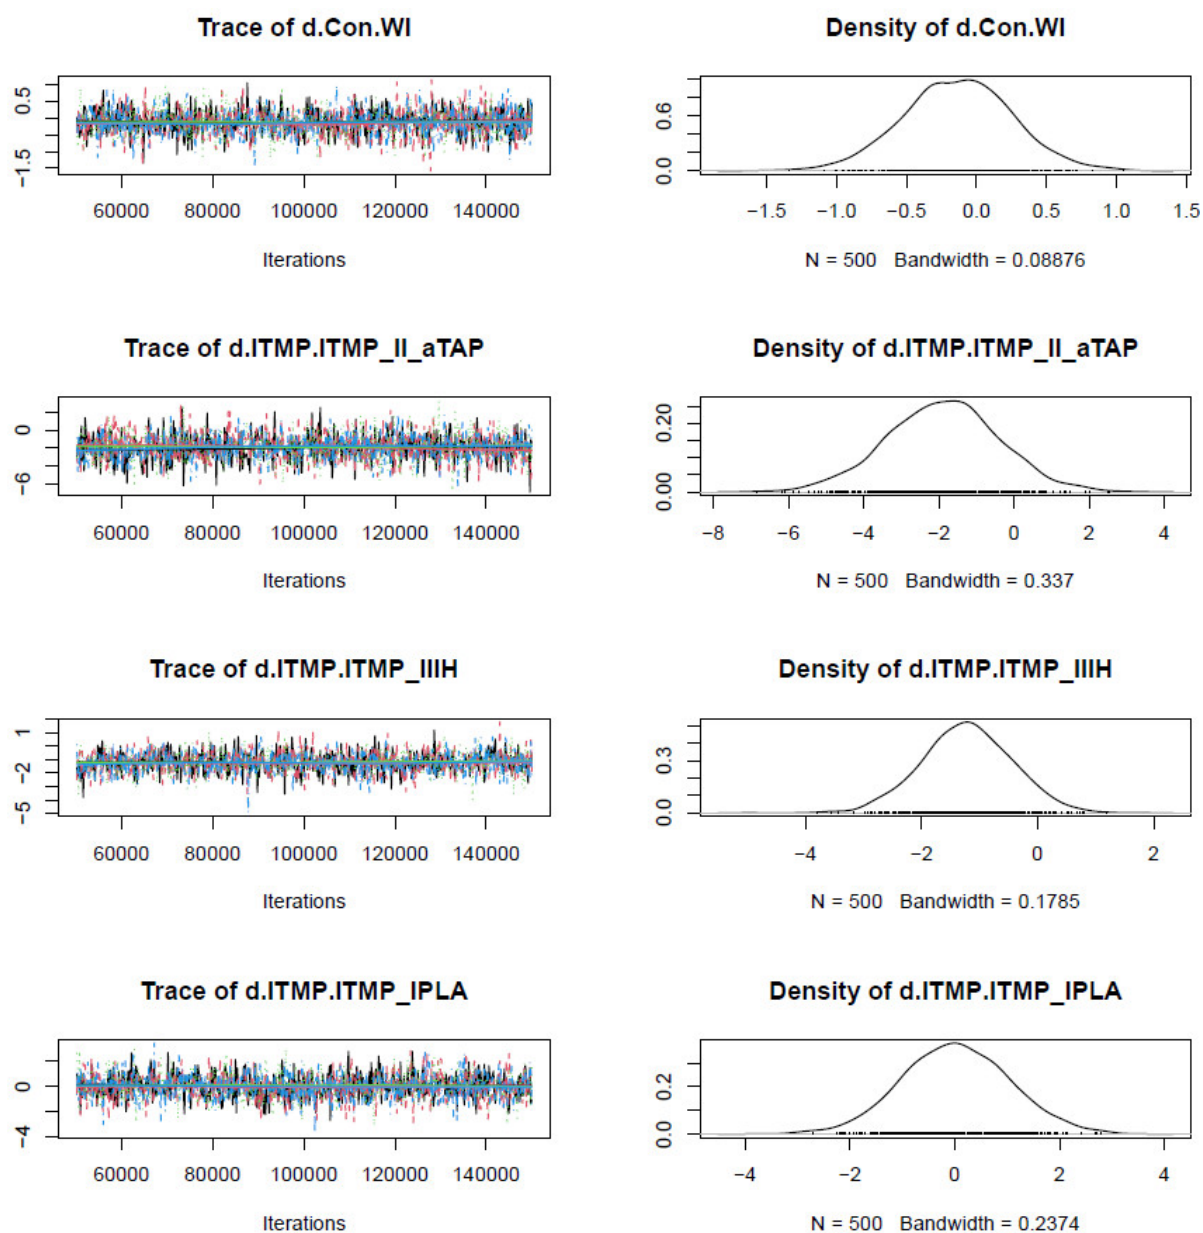 Trace of d.Con.WI
0.5
−1.5
60000 80000 100000 120000 140000
Iterations
Density of d.Con.WI
0.6
0.0
−1.5 −1.0 −0.5 0.0 0.5 1.0 1.5
N = 500 Bandwidth = 0.08876
Trace of d.ITMP.ITMP_II_aTAP
0
−6
60000 80000 100000 120000 140000
Iterations
Density of d.ITMP.ITMP_II_aTAP
0.20
0.00
−8 −6 −4 −2 0 2 4
N = 500 Bandwidth = 0.337
Trace of d.ITMP.ITMP_IIIH
1
−2
−5
60000 80000 100000 120000 140000
Iterations
Density of d.ITMP.ITMP_IIIH
0.3
0.0
−4 −2 0 2
N = 500 Bandwidth = 0.1785
Trace of d.ITMP.ITMP_IPLA
0
−4
60000 80000 100000 120000 140000
Iterations
Density of d.ITMP.ITMP_IPLA
0.2
0.0
−4 −2 0 2 4
N = 500 Bandwidth = 0.2374